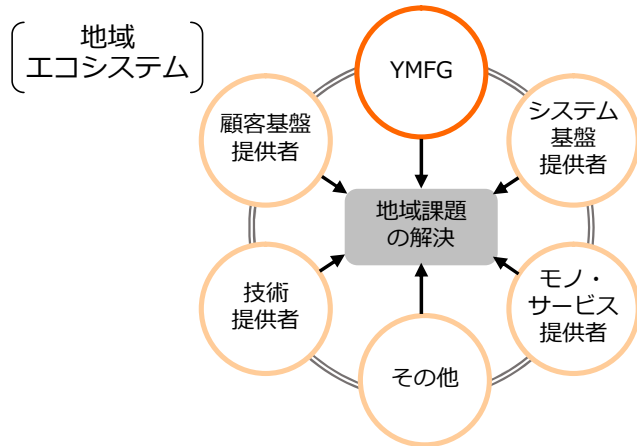 地域
エコシステム
YMFG
顧客基盤
提供者
システム
基盤
提供者
地域課題
の解決
技術
提供者
モノ・
サービス
提供者
その他